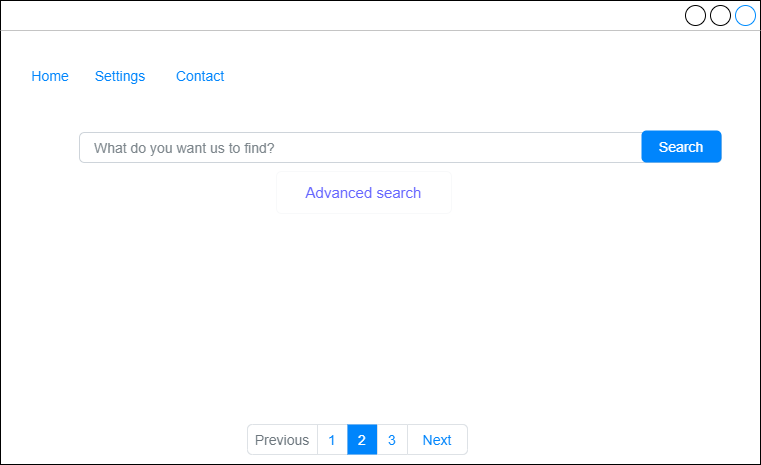 Home Settings Contact
What do you want us to find? Search
Advanced search
Previous 1 2 3 Next